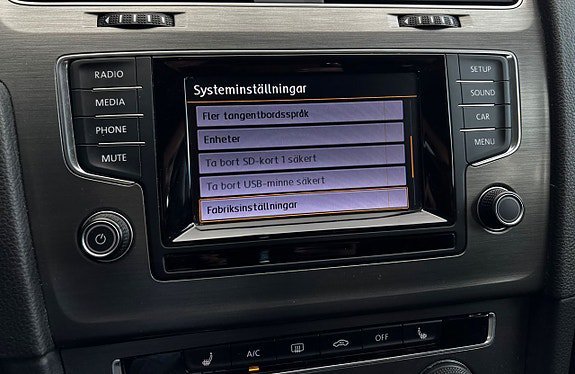 RADIO
MEDIA
PHONE
MUTE
Systeminställningar
Fler tangentbordsspråk
Enheter
Ta bort SD-kort 1 säkert
Ta bort USB-minne säkert
Fabriksinställningar
SETUP
SOUND
CAR
MENU
A/C
OFF